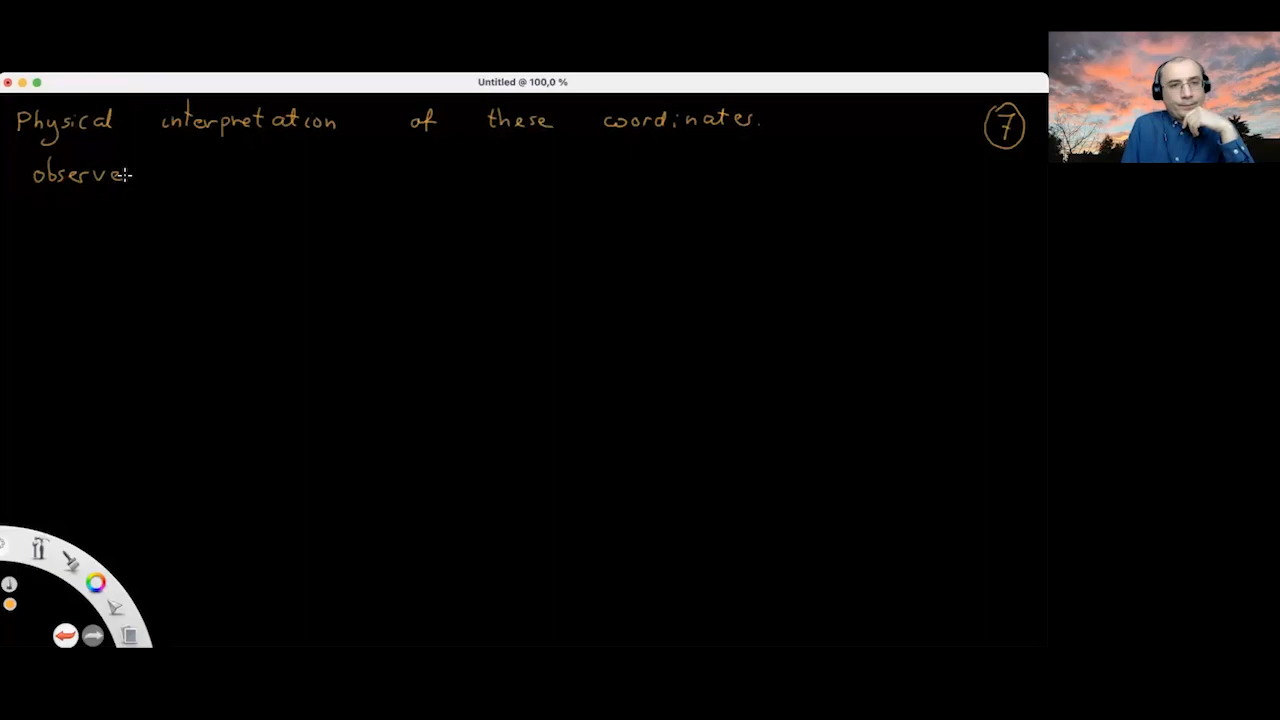 Untitled @ 100,0 %
Physical interpretation of these coordinates.
7
observe